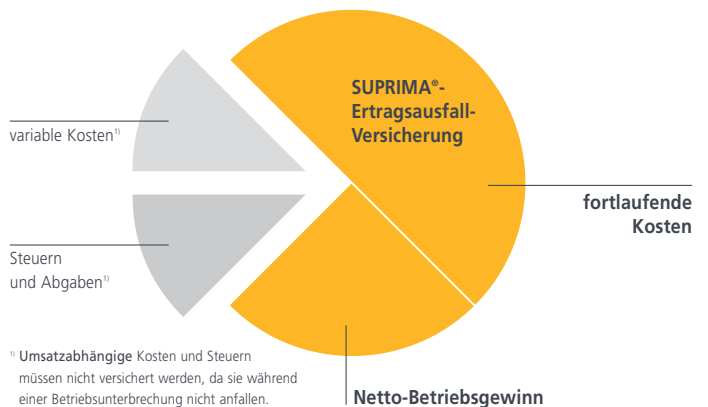 SUPRIMA®-
Ertragsausfall-
Versicherung
variable Kosten¹⁾
fortlaufende
Kosten
Steuern
und Abgaben¹⁾
¹⁾ Umsatzabhängige Kosten und Steuern
müssen nicht versichert werden, da sie während
einer Betriebsunterbrechung nicht anfallen.
Netto-Betriebsgewinn